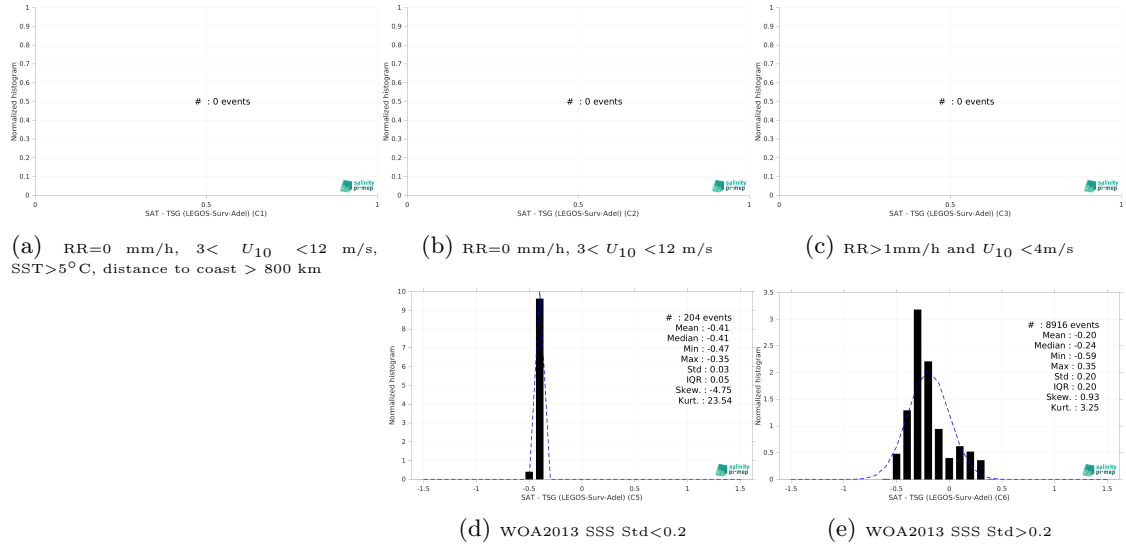 1
0.9
0.8
0.7
0.6
0.5
0.4
0.3
0.2
0.1
0
Normalized histogram
# : 0 events
0 0.5 1
SAT - TSG (LEGOS-Surv-Adel) (C1)
salinity
pi-mep
1
0.9
0.8
0.7
0.6
0.5
0.4
0.3
0.2
0.1
0
Normalized histogram
# : 0 events
0 0.5 1
SAT - TSG (LEGOS-Surv-Adel) (C2)
salinity
pi-mep
1
0.9
0.8
0.7
0.6
0.5
0.4
0.3
0.2
0.1
0
Normalized histogram
# : 0 events
0 0.5 1
SAT - TSG (LEGOS-Surv-Adel) (C3)
salinity
pi-mep
(a) RR=0 mm/h, 3< U10 <12 m/s,
SST>5°C, distance to coast > 800 km
(b) RR=0 mm/h, 3< U10 <12 m/s
(c) RR>1mm/h and U10 <4m/s
10
9
8
7
6
5
4
3
2
1
0
Normalized histogram
# : 204 events
Mean : -0.41
Median : -0.41
Min : -0.47
Max : -0.35
Std : 0.03
IQR : 0.05
Skew. : -4.75
Kurt. : 23.54
-1.5 -1 -0.5 0 0.5 1 1.5
SAT - TSG (LEGOS-Surv-Adel) (C5)
salinity
pi-mep
3.5
3
2.5
2
1.5
1
0.5
0
Normalized histogram
# : 8916 events
Mean : -0.20
Median : -0.24
Min : -0.59
Max : 0.35
Std : 0.20
IQR : 0.20
Skew. : 0.93
Kurt. : 3.25
-1.5 -1 -0.5 0 0.5 1 1.5
SAT - TSG (LEGOS-Surv-Adel) (C6)
salinity
pi-mep
(d) WOA2013 SSS Std<0.2
(e) WOA2013 SSS Std>0.2